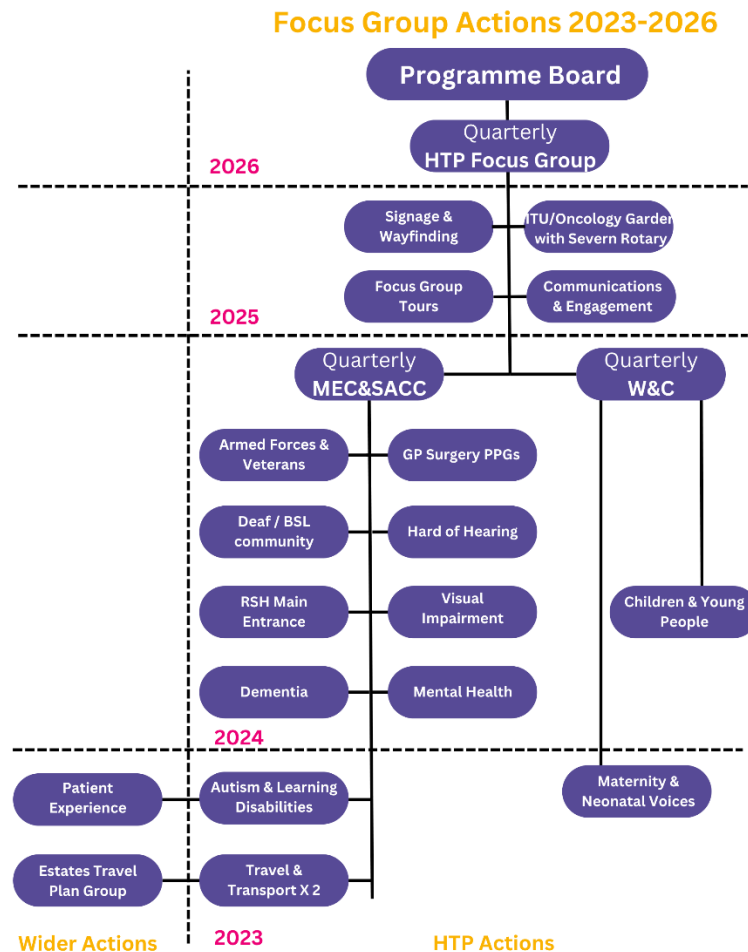 Focus Group Actions 2023-2026
Programme Board
Quarterly
HTP Focus Group
2026
Signage &
Wayfinding
ITU/Oncology Garden
with Severn Rotary
Focus Group
Tours
Communications
& Engagement
2025
Quarterly
MEC&SACC
Quarterly
W&C
Armed Forces &
Veterans
GP Surgery PPGs
Deaf / BSL
community
Hard of Hearing
RSH Main
Entrance
Visual
Impairment
Children & Young
People
Dementia
Mental Health
2024
Patient
Experience
Autism & Learning
Disabilities
Maternity &
Neonatal Voices
Estates Travel
Plan Group
Travel &
Transport X 2
Wider Actions
2023
HTP Actions